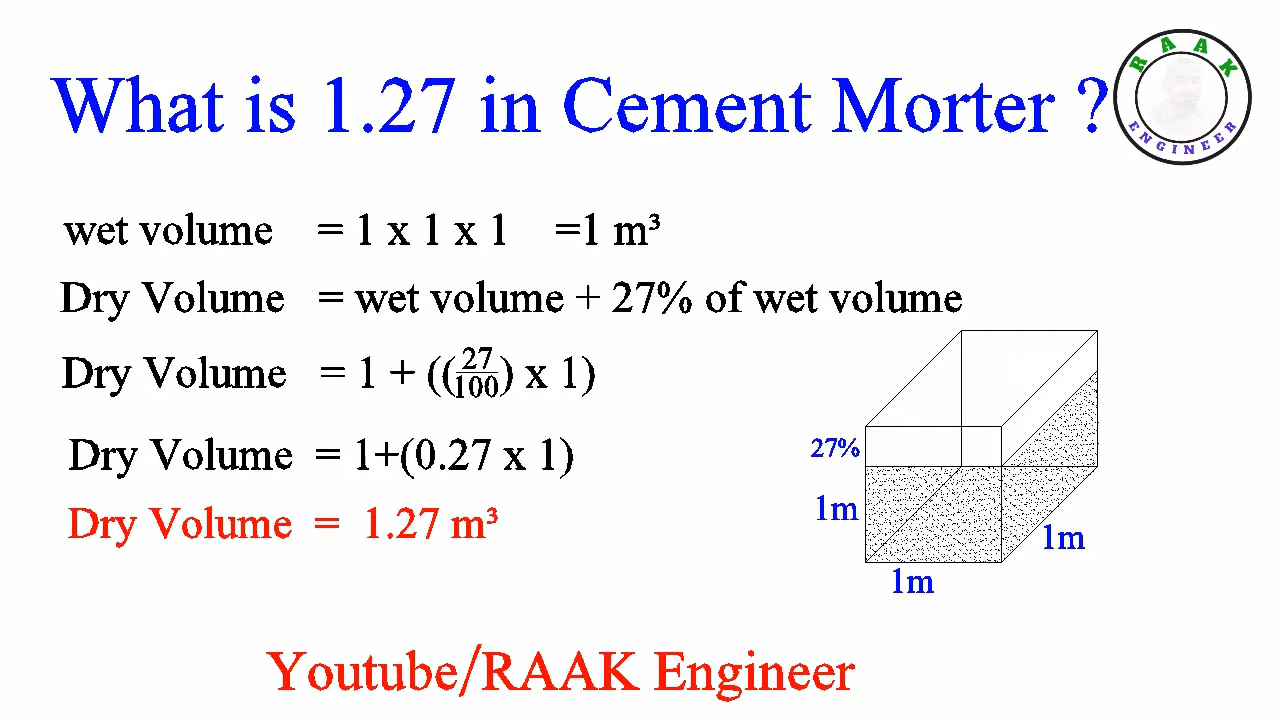 What is 1.27 in Cement Morter ?
RAAK
ENGINEER
wet volume = 1 x 1 x 1 =1 m³
Dry Volume = wet volume + 27% of wet volume
Dry Volume = 1 + ((27/100) x 1)
Dry Volume = 1+(0.27 x 1)
Dry Volume = 1.27 m³
27%
1m
1m
1m
Youtube/RAAK Engineer